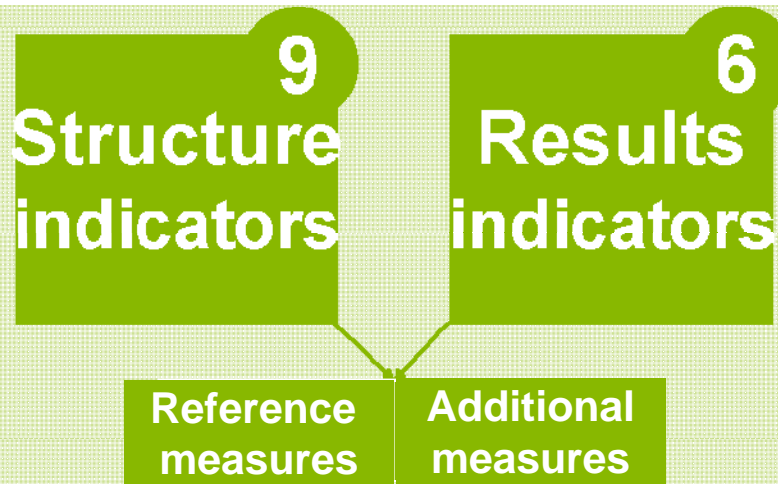 9
Structure
indicators
6
Results
indicators
Reference
measures
Additional
measures